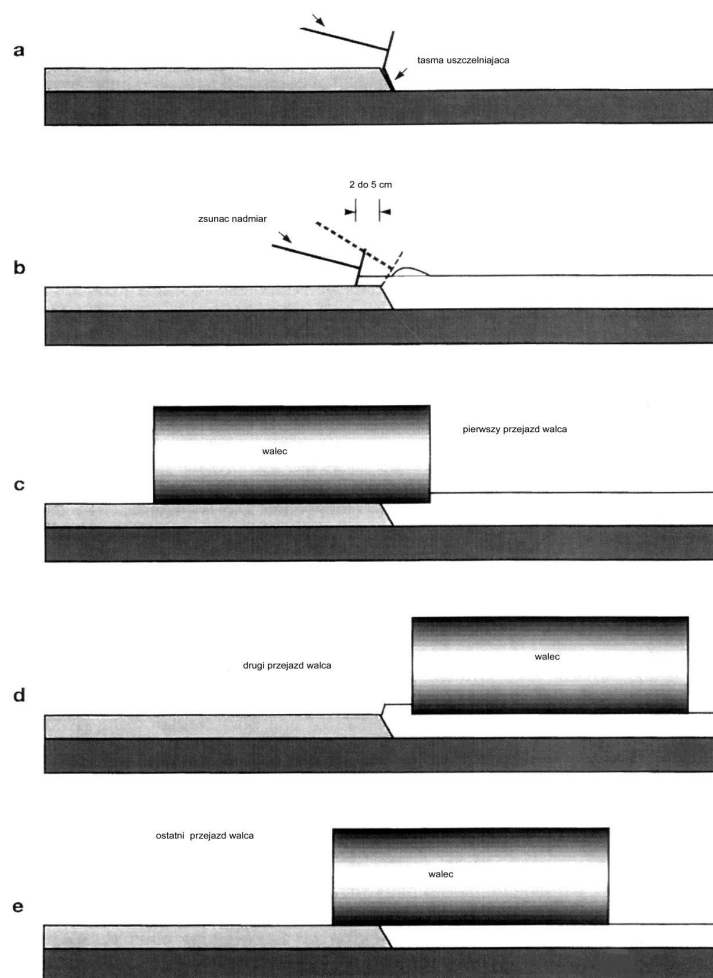 a
tasma uszczelniajaca
2 do 5 cm
zsunac nadmiar
b
pierwszy przejazd walca
walec
c
drugi przejazd walca
walec
d
ostatni przejazd walca
walec
e